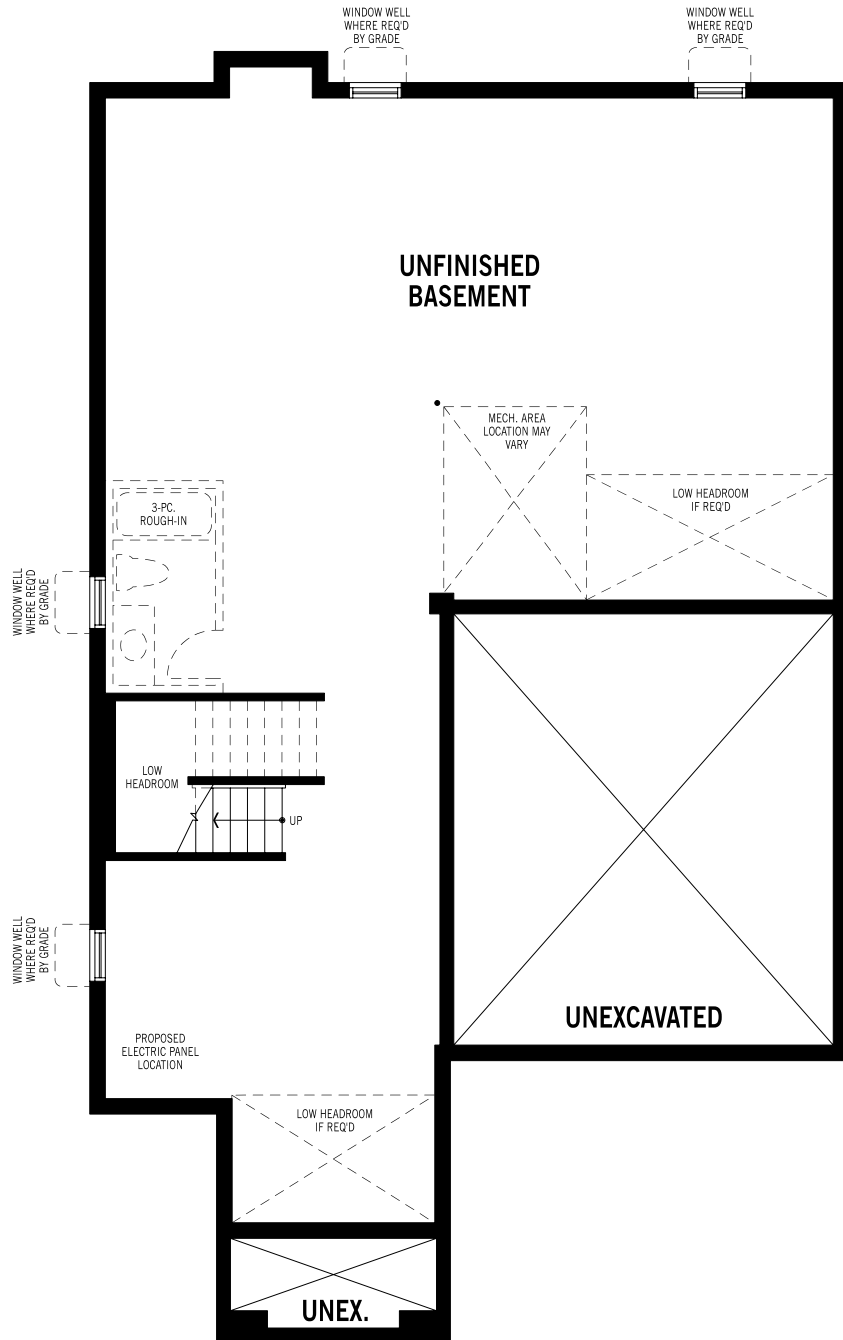 WINDOW WELL
WHERE REQ'D
BY GRADE
WINDOW WELL
WHERE REQ'D
BY GRADE
UNFINISHED
BASEMENT
MECH. AREA
LOCATION MAY
VARY
LOW HEADROOM
IF REQ'D
3-PC.
ROUGH-IN
WINDOW WELL
WHERE REQ'D
BY GRADE
LOW
HEADROOM
UP
WINDOW WELL
WHERE REQ'D
BY GRADE
UNEXCAVATED
PROPOSED
ELECTRIC PANEL
LOCATION
LOW HEADROOM
IF REQ'D
UNEX.